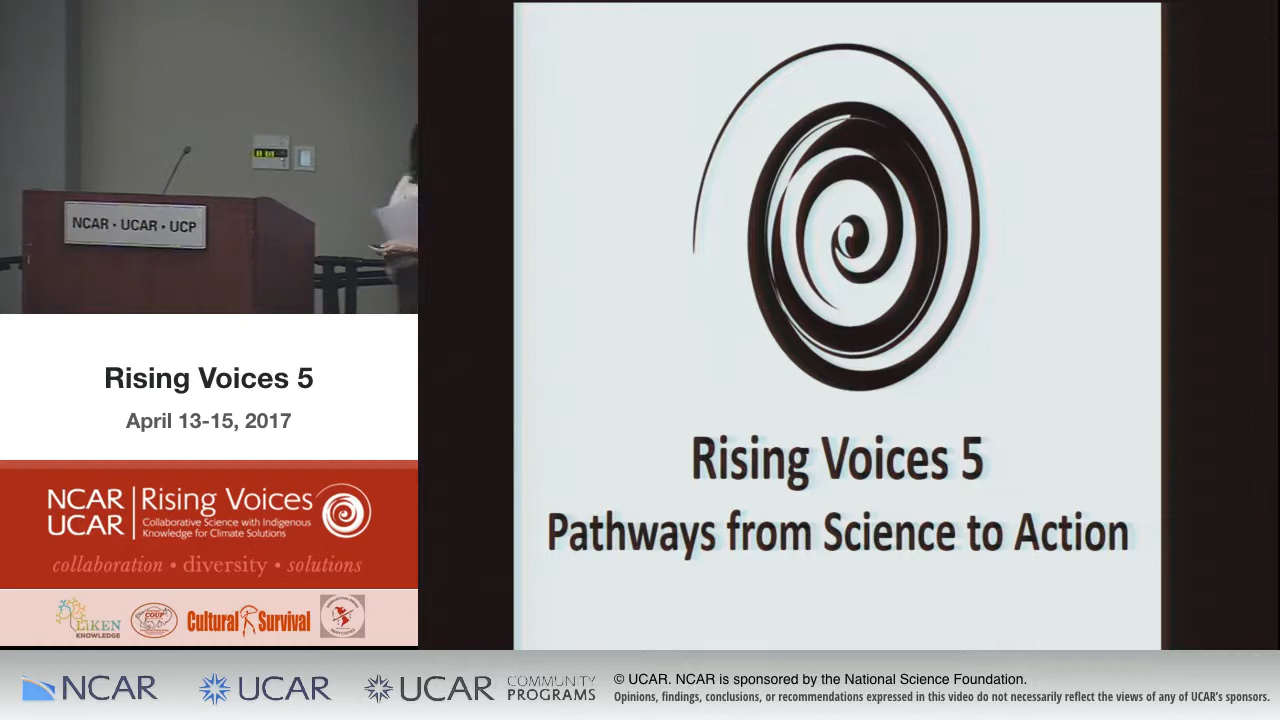 NCAR • UCAR • UCP
Rising Voices 5
April 13-15, 2017
NCAR
UCAR
Rising Voices
Collaborative Science with Indigenous
Knowledge for Climate Solutions
collaboration • diversity • solutions
LiKEN
KNOWLEDGE
COUP
Cultural Survival
Rising Voices 5
Pathways from Science to Action
NCAR
UCAR
UCAR
COMMUNITY
PROGRAMS
© UCAR. NCAR is sponsored by the National Science Foundation.
Opinions, findings, conclusions, or recommendations expressed in this video do not necessarily reflect the views of any of UCAR's sponsors.